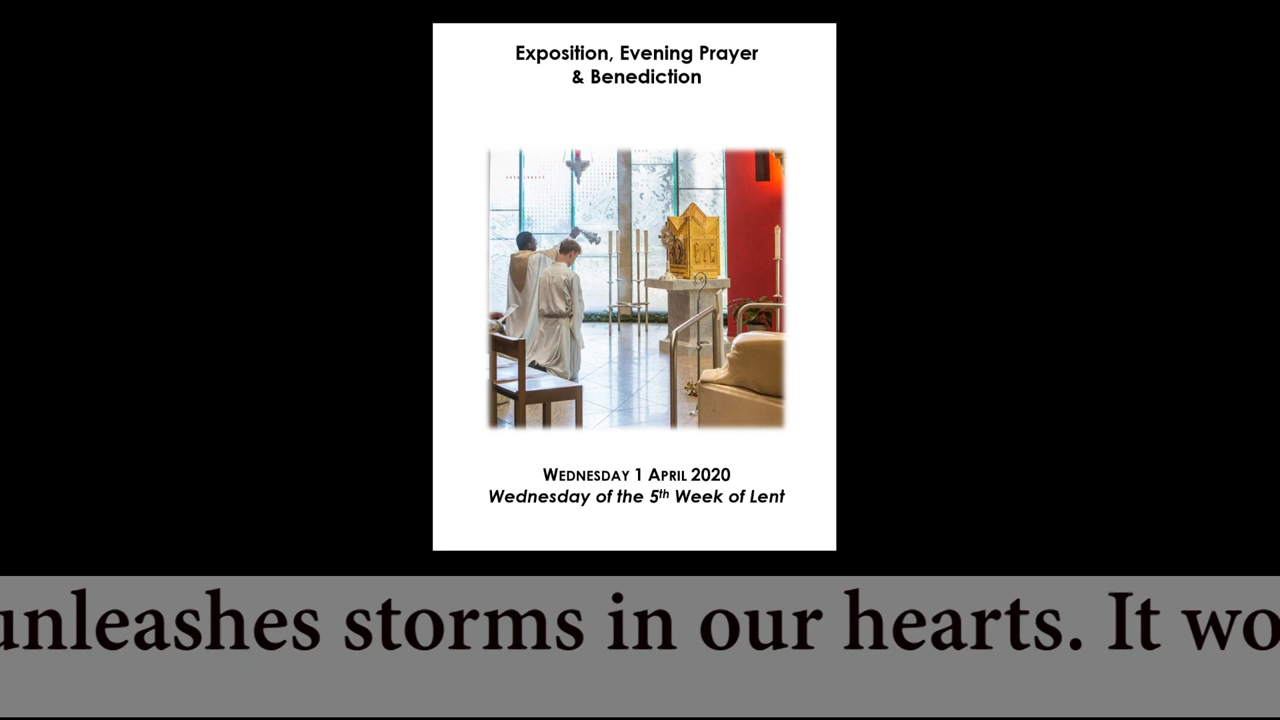 Exposition, Evening Prayer
& Benediction
Wednesday 1 April 2020
Wednesday of the 5th Week of Lent
unleashes storms in our hearts. It wo